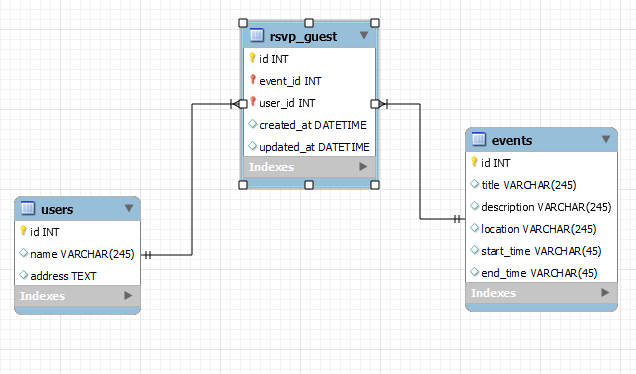 rsvp_guest
id INT
event_id INT
user_id INT
created_at DATETIME
updated_at DATETIME
Indexes
users
id INT
name VARCHAR(245)
address TEXT
Indexes
events
id INT
title VARCHAR(245)
description VARCHAR(245)
location VARCHAR(245)
start_time VARCHAR(45)
end_time VARCHAR(45)
Indexes